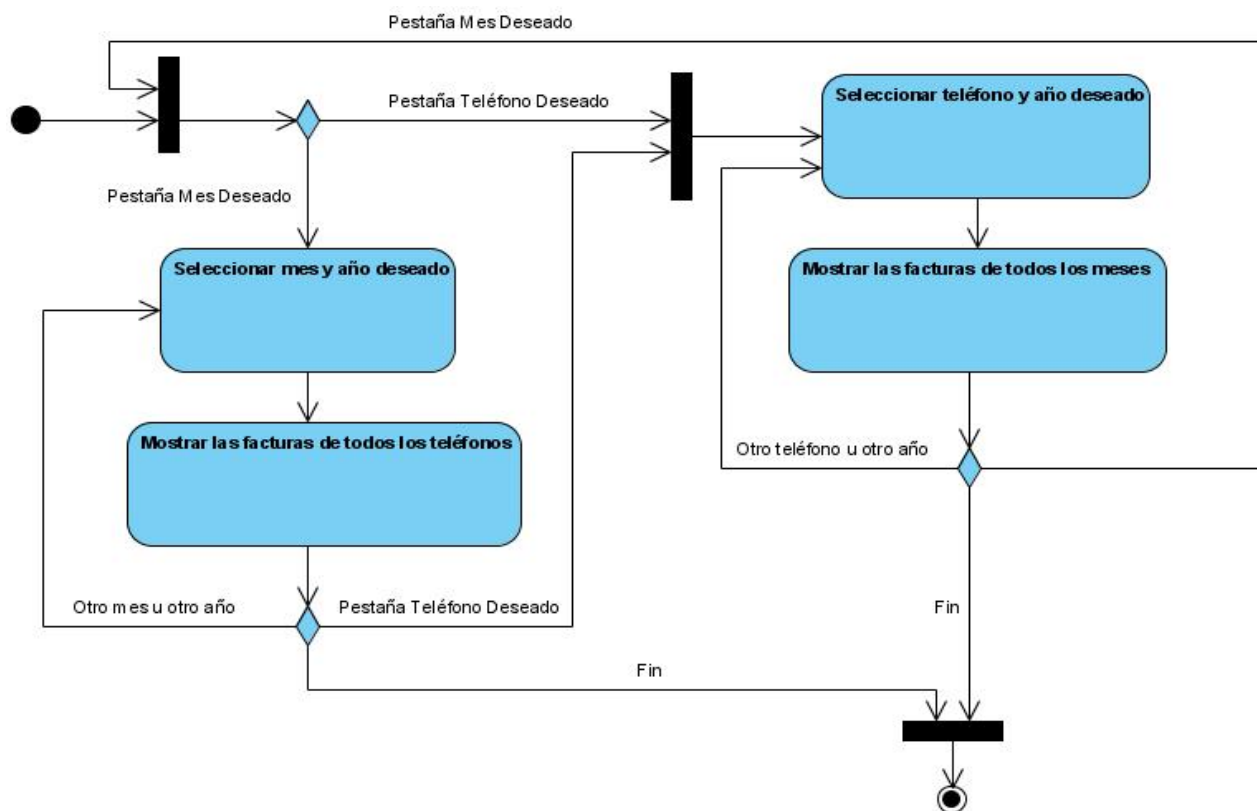 Pestaña Mes Deseado
Pestaña Teléfono Deseado
Seleccionar teléfono y año deseado
Pestaña Mes Deseado
Seleccionar mes y año deseado
Mostrar las facturas de todos los meses
Mostrar las facturas de todos los teléfonos
Otro teléfono u otro año
Otro mes u otro año
Pestaña Teléfono Deseado
Fin
Fin